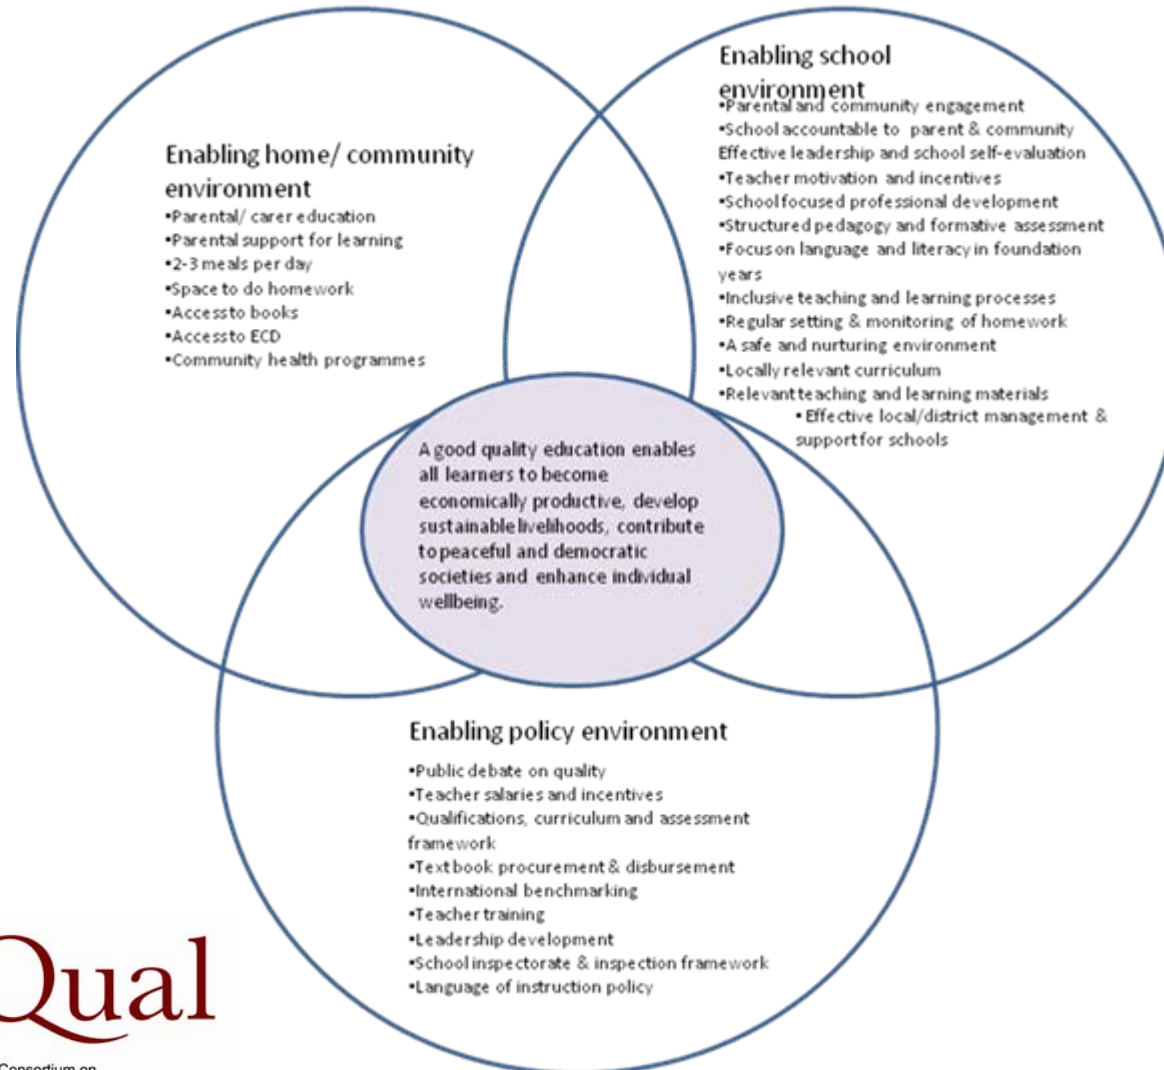 Enabling home/ community
environment
•Parental/ carer education
•Parental support for learning
•2-3 meals per day
•Space to do homework
•Access to books
•Access to ECD
•Community health programmes
Enabling school
environment
•Parental and community engagement
•School accountable to parent & community
Effective leadership and school self-evaluation
•Teacher motivation and incentives
•School focused professional development
•Structured pedagogy and formative assessment
•Focus on language and literacy in foundation
years
•Inclusive teaching and learning processes
•Regular setting & monitoring of homework
•A safe and nurturing environment
•Locally relevant curriculum
•Relevant teaching and learning materials
•Effective local/district management &
support for schools
A good quality education enables
all learners to become
economically productive, develop
sustainable livelihoods, contribute
to peaceful and democratic
societies and enhance individual
wellbeing.
Enabling policy environment
•Public debate on quality
•Teacher salaries and incentives
•Qualifications, curriculum and assessment
framework
•Text book procurement & disbursement
•International benchmarking
•Teacher training
•Leadership development
•School inspectorate & inspection framework
•Language of instruction policy
Qual
Consortium on